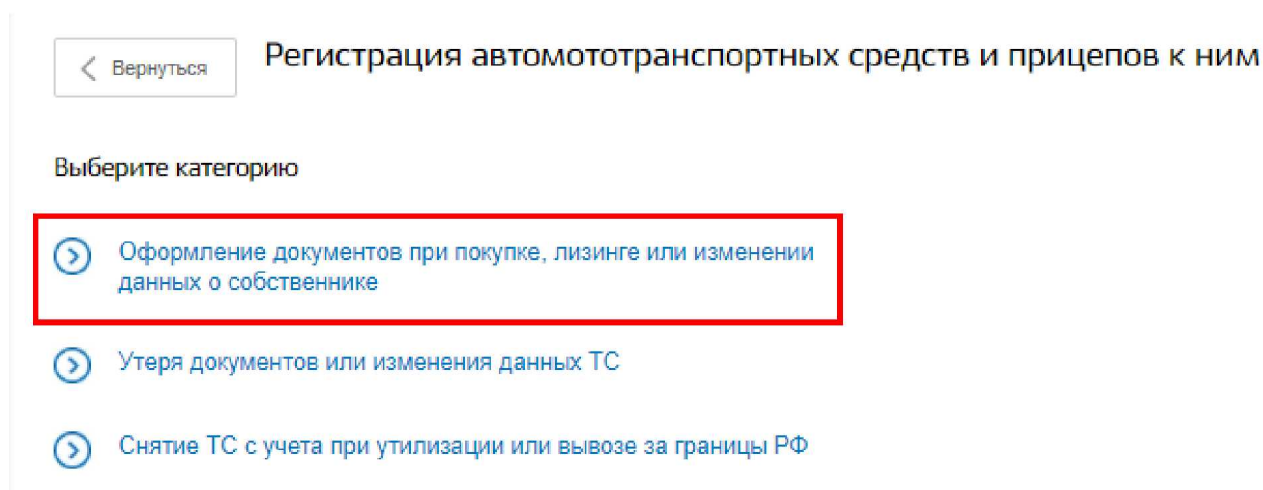 Вернуться
Регистрация автомототранспортных средств и прицепов к ним
Выберите категорию
Оформление документов при покупке, лизинге или изменении
данных о собственнике
Утеря документов или изменения данных ТС
Снятие ТС с учета при утилизации или вывозе за границы РФ